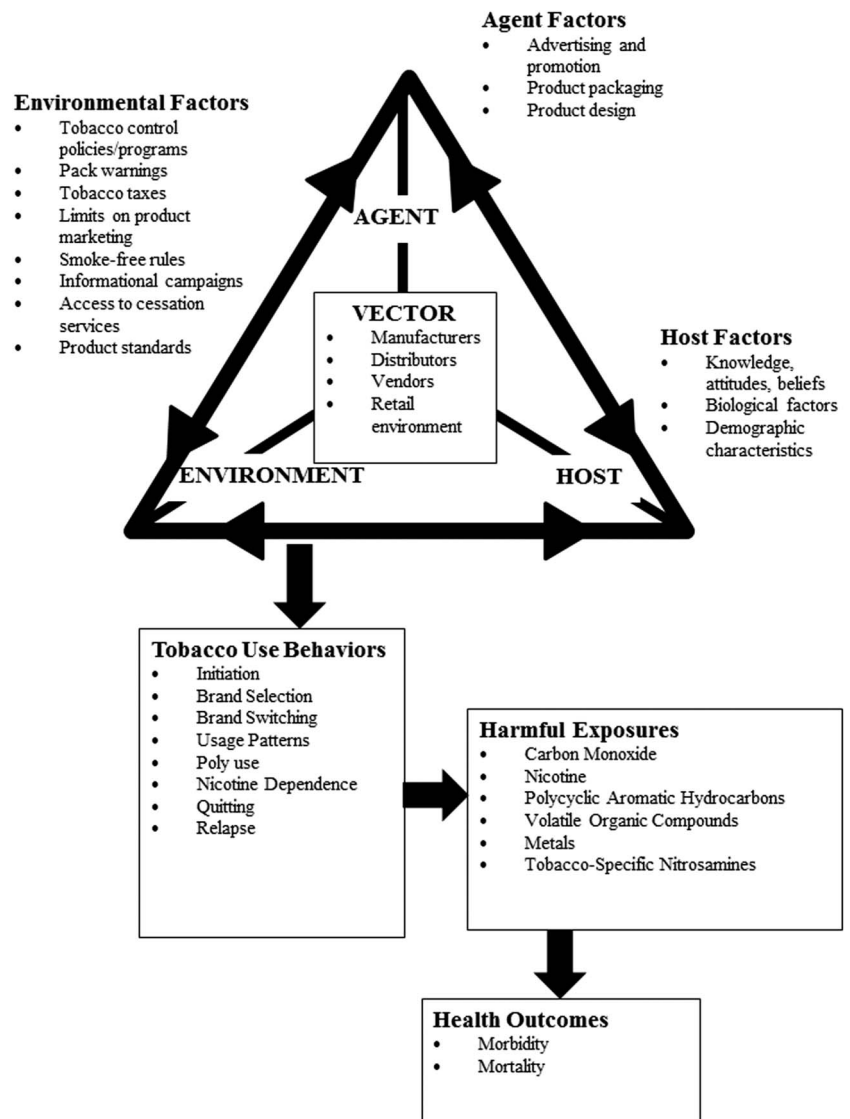 Agent Factors
• Advertising and
promotion
• Product packaging
• Product design
Environmental Factors
• Tobacco control
policies/programs
• Pack warnings
• Tobacco taxes
• Limits on product
marketing
• Smoke-free rules
• Informational campaigns
• Access to cessation
services
• Product standards
AGENT
VECTOR
• Manufacturers
• Distributors
• Vendors
• Retail
environment
Host Factors
• Knowledge,
attitudes, beliefs
• Biological factors
• Demographic
characteristics
ENVIRONMENT
HOST
Tobacco Use Behaviors
• Initiation
• Brand Selection
• Brand Switching
• Usage Patterns
• Poly use
• Nicotine Dependence
• Quitting
• Relapse
Harmful Exposures
• Carbon Monoxide
• Nicotine
• Polycyclic Aromatic Hydrocarbons
• Volatile Organic Compounds
• Metals
• Tobacco-Specific Nitrosamines
Health Outcomes
• Morbidity
• Mortality